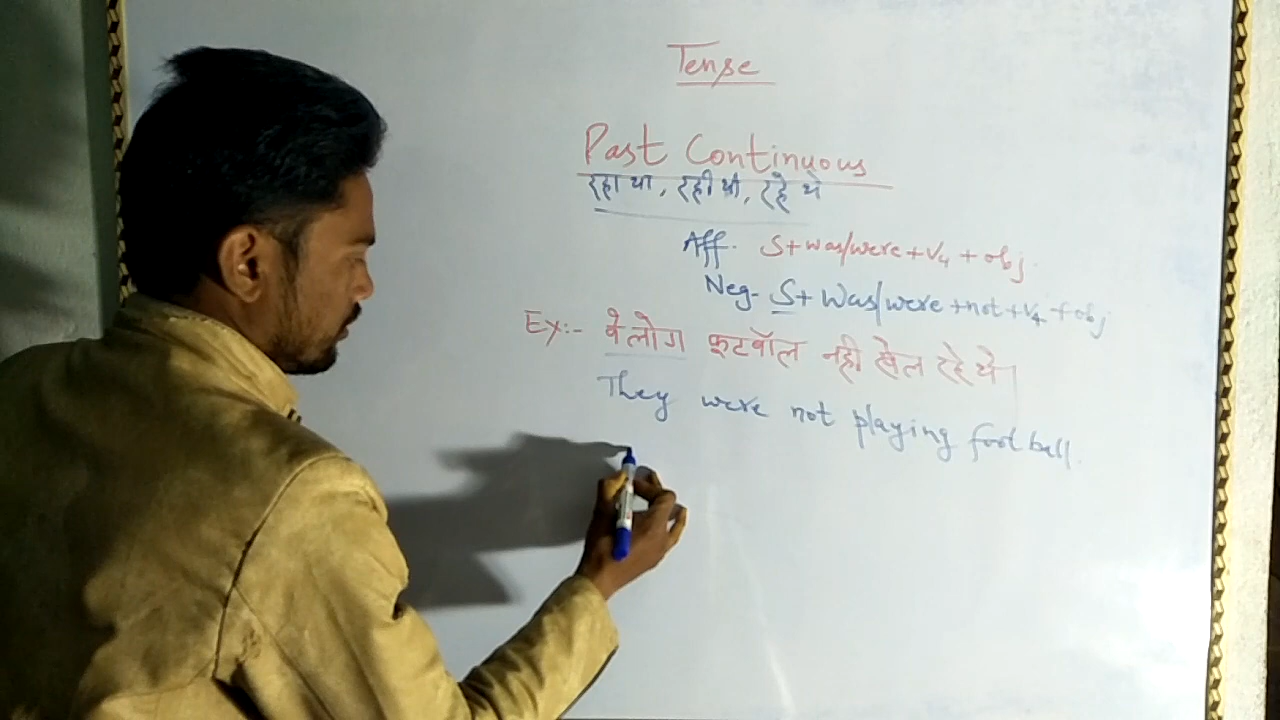 Tense
Past Continuous
रहा था, रही थी, रहे थे
Aff. S+was/were+V4+obj.
Neg- S+Was/were+not+V4+obj
Ex:- वे लोग फुटबॉल नही खेल रहे थे।
They were not playing football.